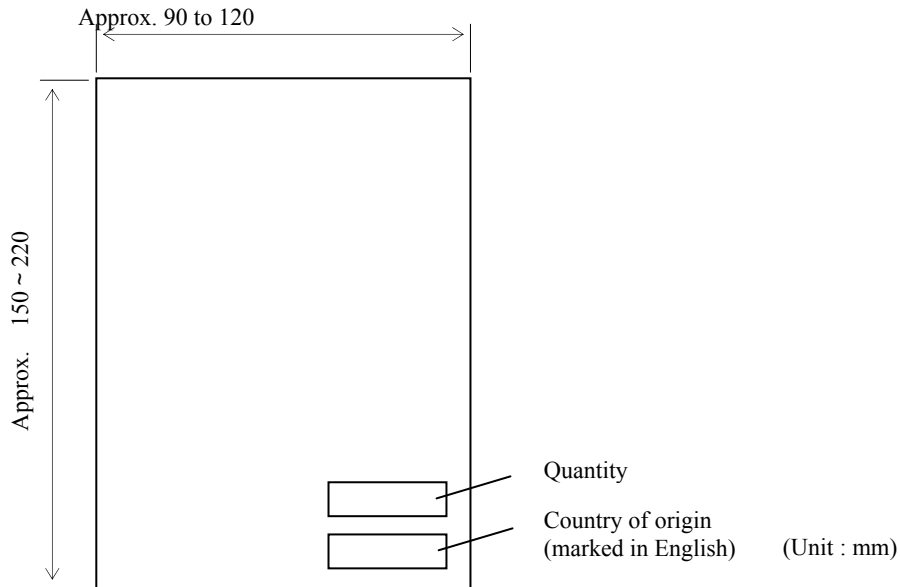 Approx. 90 to 120
Approx. 150 ~ 220
Quantity
Country of origin
(marked in English) (Unit : mm)